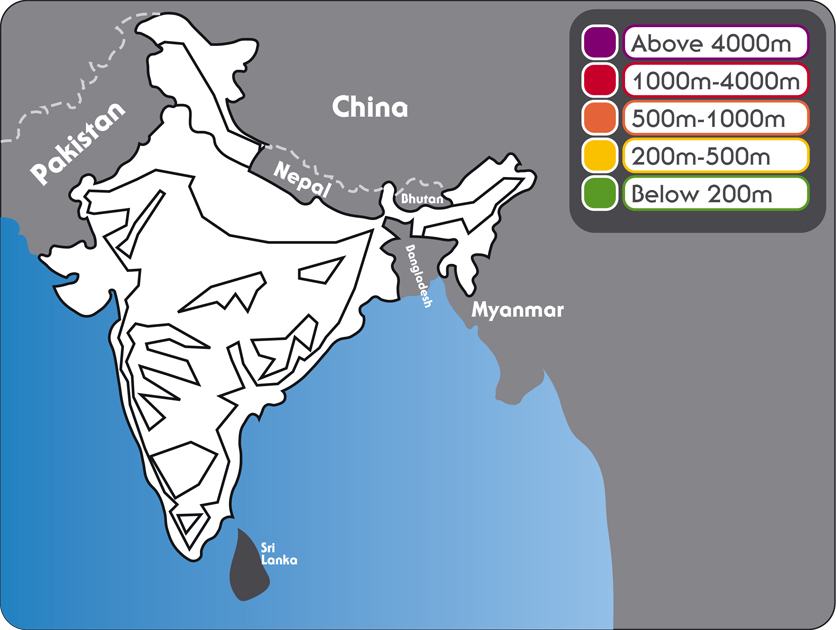 Above 4000m
1000m-4000m
500m-1000m
200m-500m
Below 200m
China
Pakistan
Nepal
Bhutan
Bangladesh
Myanmar
Sri
Lanka